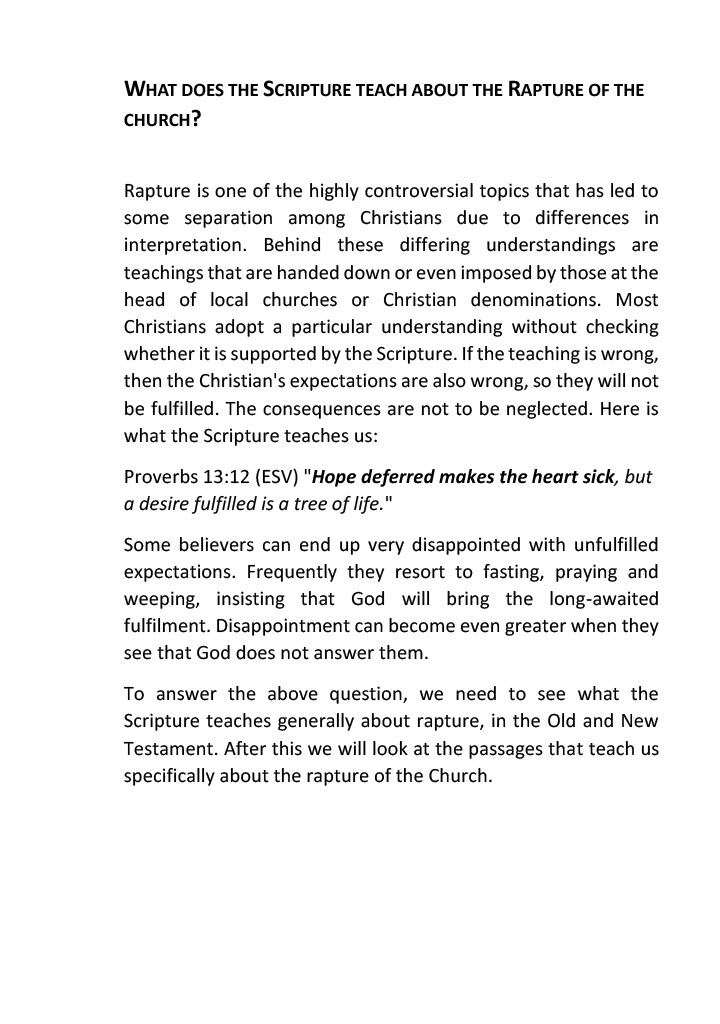 WHAT DOES THE SCRIPTURE TEACH ABOUT THE RAPTURE OF THE
CHURCH?
Rapture is one of the highly controversial topics that has led to
some separation among Christians due to differences in
interpretation. Behind these differing understandings are
teachings that are handed down or even imposed by those at the
head of local churches or Christian denominations. Most
Christians adopt a particular understanding without checking
whether it is supported by the Scripture. If the teaching is wrong,
then the Christian's expectations are also wrong, so they will not
be fulfilled. The consequences are not to be neglected. Here is
what the Scripture teaches us:
Proverbs 13:12 (ESV) "Hope deferred makes the heart sick, but
a desire fulfilled is a tree of life."
Some believers can end up very disappointed with unfulfilled
expectations. Frequently they resort to fasting, praying and
weeping, insisting that God will bring the long-awaited
fulfilment. Disappointment can become even greater when they
see that God does not answer them.
To answer the above question, we need to see what the
Scripture teaches generally about rapture, in the Old and New
Testament. After this we will look at the passages that teach us
specifically about the rapture of the Church.